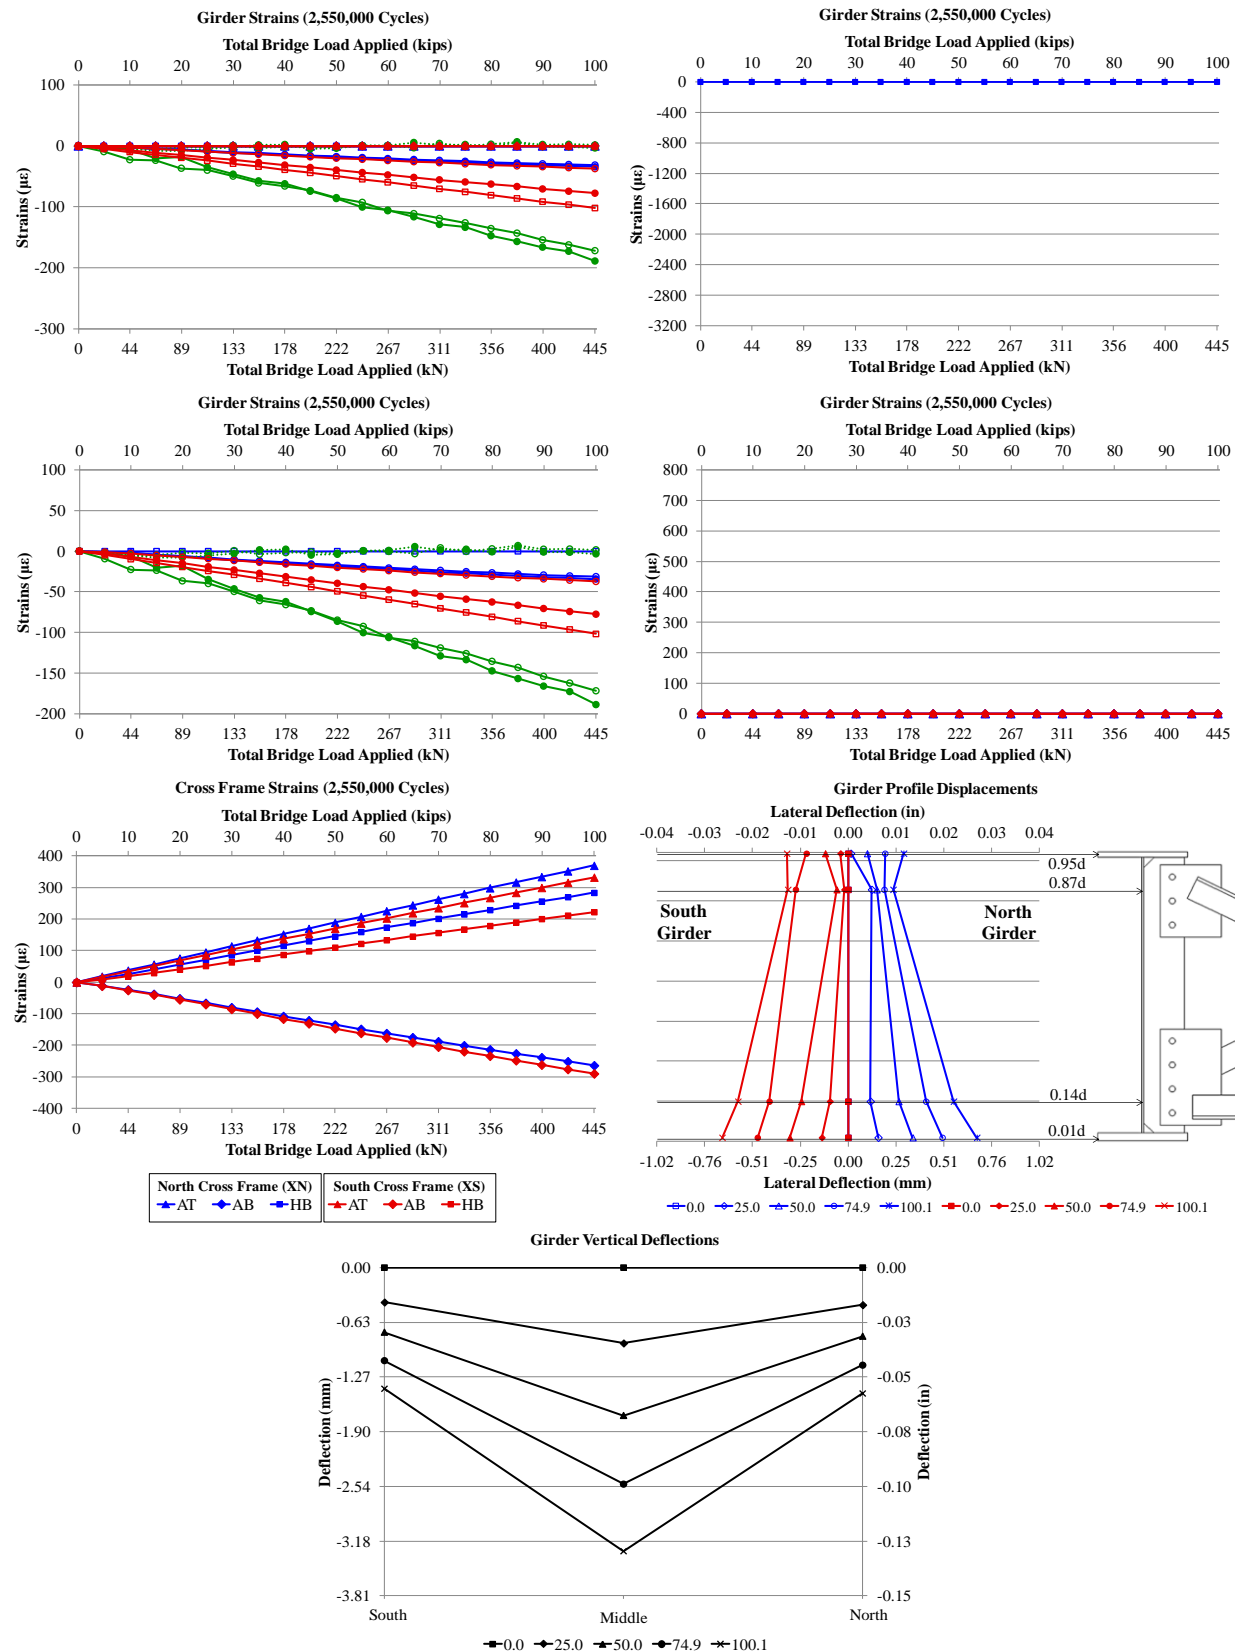 Girder Strains (2,550,000 Cycles)
Total Bridge Load Applied (kips)
0 10 20 30 40 50 60 70 80 90 100
100
0
-100
-200
-300
Strains (με)
0 44 89 133 178 222 267 311 356 400 445
Total Bridge Load Applied (kN)
Girder Strains (2,550,000 Cycles)
Total Bridge Load Applied (kips)
0 10 20 30 40 50 60 70 80 90 100
0
-400
-800
-1200
-1600
-2000
-2400
-2800
-3200
Strains (με)
0 44 89 133 178 222 267 311 356 400 445
Total Bridge Load Applied (kN)
Girder Strains (2,550,000 Cycles)
Total Bridge Load Applied (kips)
0 10 20 30 40 50 60 70 80 90 100
100
50
0
-50
-100
-150
-200
Strains (με)
0 44 89 133 178 222 267 311 356 400 445
Total Bridge Load Applied (kN)
Girder Strains (2,550,000 Cycles)
Total Bridge Load Applied (kips)
0 10 20 30 40 50 60 70 80 90 100
800
700
600
500
400
300
200
100
0
Strains (με)
0 44 89 133 178 222 267 311 356 400 445
Total Bridge Load Applied (kN)
Cross Frame Strains (2,550,000 Cycles)
Total Bridge Load Applied (kips)
0 10 20 30 40 50 60 70 80 90 100
400
300
200
100
0
-100
-200
-300
-400
Strains (με)
0 44 89 133 178 222 267 311 356 400 445
Total Bridge Load Applied (kN)
North Cross Frame (XN)
AT AB HB
South Cross Frame (XS)
AT AB HB
Girder Profile Displacements
Lateral Deflection (in)
-0.04 -0.03 -0.02 -0.01 0.00 0.01 0.02 0.03 0.04
0.95d
0.87d
South Girder
North Girder
0.14d
0.01d
-1.02 -0.76 -0.51 -0.25 0.00 0.25 0.51 0.76 1.02
Lateral Deflection (mm)
0.0 25.0 50.0 74.9 100.1 0.0 25.0 50.0 74.9 100.1
Girder Vertical Deflections
0.00
-0.63
-1.27
-1.90
-2.54
-3.18
-3.81
Deflection (mm)
0.00
-0.03
-0.05
-0.08
-0.10
-0.13
-0.15
Deflection (in)
South Middle North
0.0 25.0 50.0 74.9 100.1